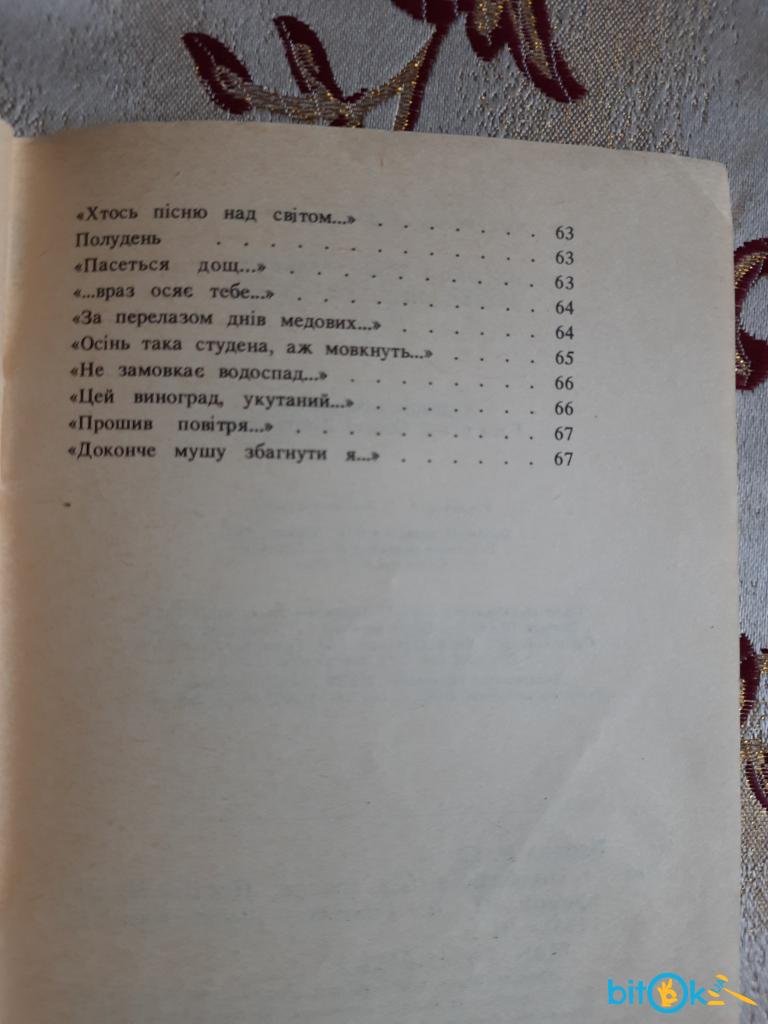 «Хтось пісню над світом...» . . . . . . . 63
Полудень . . . . . . . . . . . . 63
«Пасеться дощ...» . . . . . . . . . 63
«...враз осяє тебе...» . . . . . . . . . 64
«За перелазом днів медових...» . . . . . . 64
«Осінь така студена, аж мовкнуть...» . . . . 65
«Не замовкає водоспад...» . . . . . . . . 66
«Цей виноград, укутаний...» . . . . . . . 66
«Прошив повітря...» . . . . . . . . . . 67
«Доконче мушу збагнути я...» . . . . . . 67
bitOk